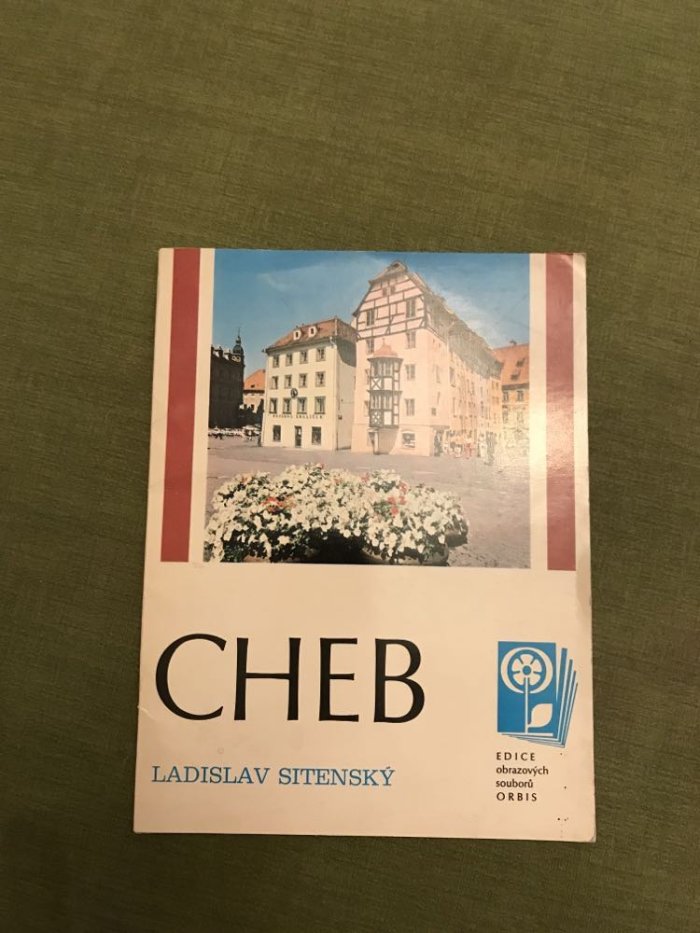 CHEB
LADISLAV SITENSKÝ
EDICE
obrazových
souborů
ORBIS